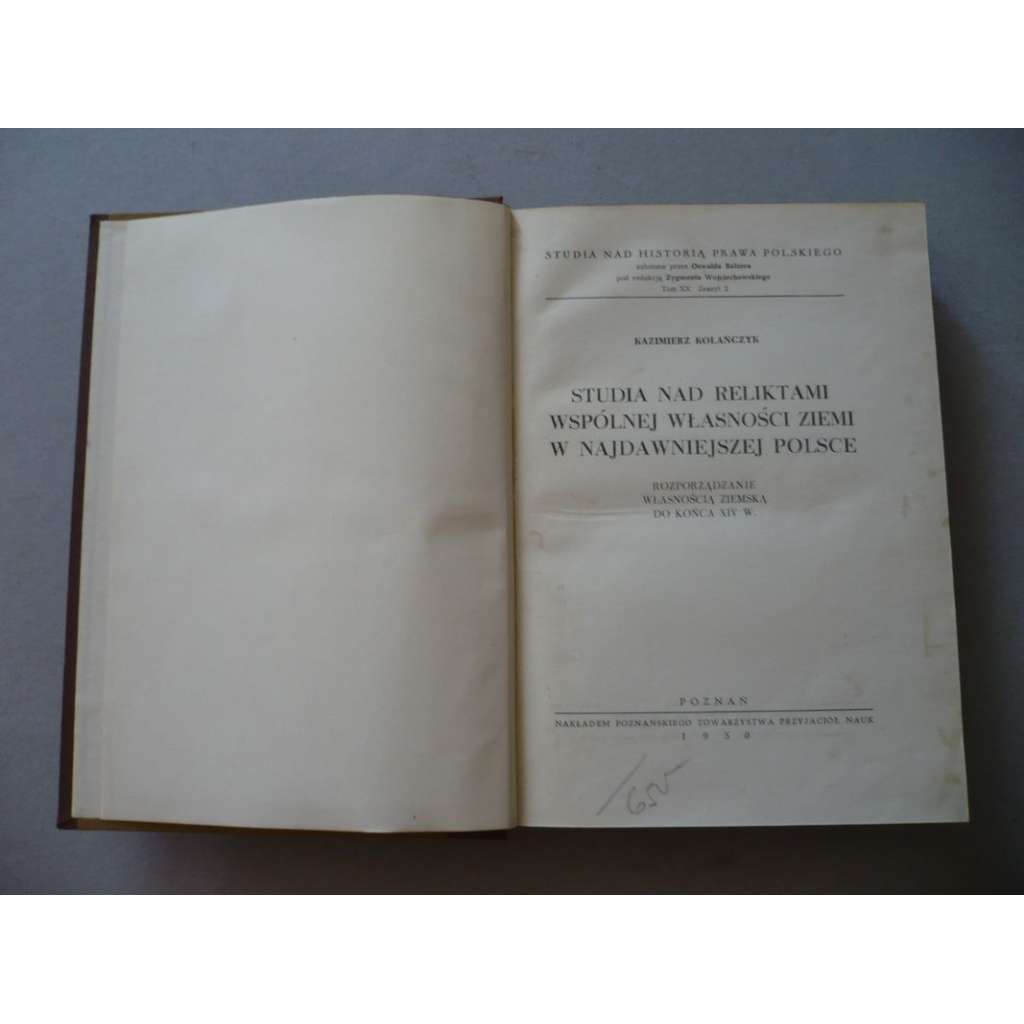 STUDIA NAD HISTORIĄ PRAWA POLSKIEGO
założone przez Oswalda Balzera
pod redakcją Zygmunta Wojciechowskiego
Tom XX Zeszyt 2
KAZIMIERZ KOLAŃCZYK
STUDIA NAD RELIKTAMI
WSPÓLNEJ WŁASNOŚCI ZIEMI
W NAJDAWNIEJSZEJ POLSCE
ROZPORZĄDZANIE
WŁASNOŚCIĄ ZIEMSKĄ
DO KOŃCA XIV W.
POZNAŃ
NAKŁADEM POZNAŃSKIEGO TOWARZYSTWA PRZYJACIÓŁ NAUK
1950